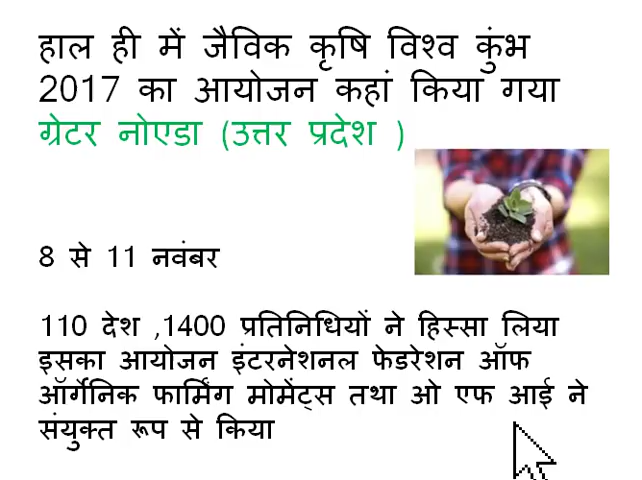 हाल ही में जैविक कृषि विश्व कुंभ
2017 का आयोजन कहां किया गया
ग्रेटर नोएडा (उत्तर प्रदेश )
8 से 11 नवंबर
110 देश ,1400 प्रतिनिधियों ने हिस्सा लिया
इसका आयोजन इंटरनेशनल फेडरेशन ऑफ
ऑर्गेनिक फार्मिंग मोमेंट्स तथा ओ एफ आई ने
संयुक्त रूप से किया